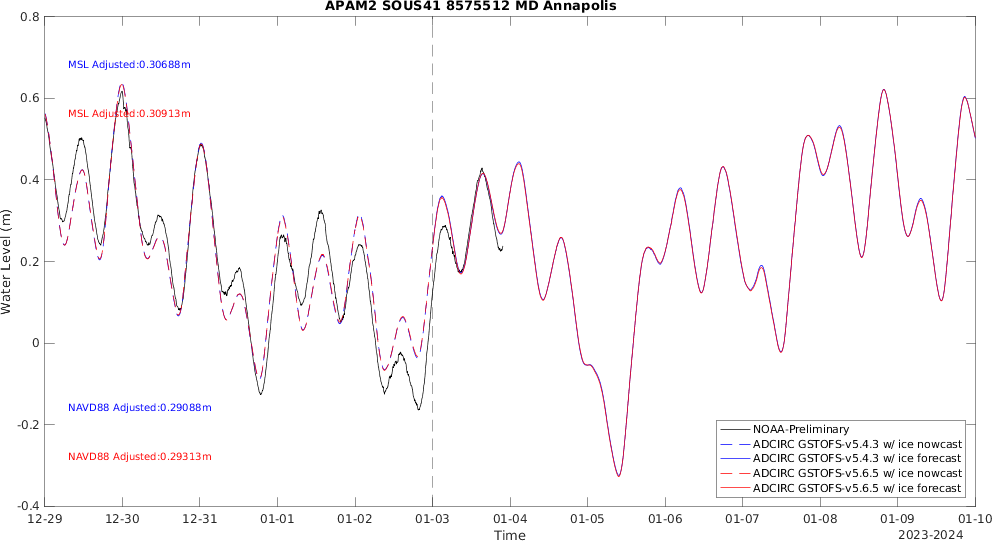 APAM2 SOUS41 8575512 MD Annapolis
0.8
0.6
0.4
0.2
0
-0.2
-0.4
Water Level (m)
MSL Adjusted:0.30688m
MSL Adjusted:0.30913m
NAVD88 Adjusted:0.29088m
NAVD88 Adjusted:0.29313m
NOAA-Preliminary
ADCIRC GSTOFS-v5.4.3 w/ ice nowcast
ADCIRC GSTOFS-v5.4.3 w/ ice forecast
ADCIRC GSTOFS-v5.6.5 w/ ice nowcast
ADCIRC GSTOFS-v5.6.5 w/ ice forecast
12-29 12-30 12-31 01-01 01-02 01-03 01-04 01-05 01-06 01-07 01-08 01-09 01-10
Time
2023-2024